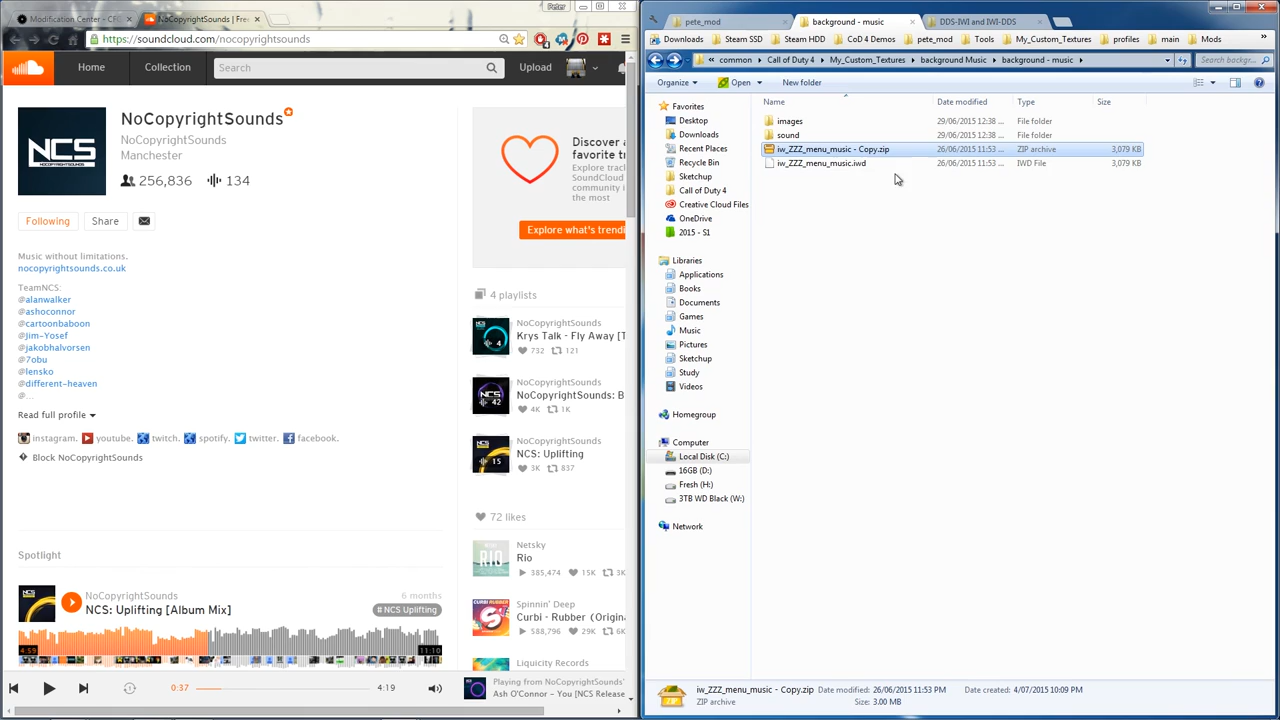 Modification Center - CFC
NoCopyrightSounds | Free
Peter
https://soundcloud.com/nocopyrightsounds
Home
Collection
Search
Upload
NCS
NoCopyrightSounds
NoCopyrightSounds
Manchester
256,836
134
Following
Share
Music without limitations.
nocopyrightsounds.co.uk
TeamNCS:
@alanwalker
@ashoconnor
@cartoonbaboon
@Jim-Yosef
@jakobhalvorsen
@7obu
@lensko
@different-heaven
@...
Read full profile
instagram.
youtube.
twitch.
spotify.
twitter.
facebook.
Block NoCopyrightSounds
Spotlight
NoCopyrightSounds
6 months
NCS: Uplifting [Album Mix]
# NCS Uplifting
4:59
11:10
Discover a
favorite tr
Explore tracks
community is
the most
Explore what's trendi
4 playlists
NoCopyrightSounds
Krys Talk - Fly Away [T
732
121
4
NoCopyrightSounds
NoCopyrightSounds: B
4K
1K
42
NoCopyrightSounds
NCS: Uplifting
3K
837
15
72 likes
Netsky
Rio
385,474
15K
3K
Spinnin' Deep
Curbi - Rubber (Origina
588,796
29K
6K
Liquicity Records
0:37
4:19
Playing from NoCopyrightSounds'
Ash O'Connor - You [NCS Release
pete_mod
background - music
DDS-IWI and IWI-DDS
Downloads
Steam SSD
Steam HDD
CoD 4 Demos
pete_mod
Tools
My_Custom_Textures
profiles
main
Mods
common
Call of Duty 4
My_Custom_Textures
background Music
background - music
Search backg...
Organize
Open
New folder
Name
Date modified
Type
Size
images
29/06/2015 12:38 ...
File folder
sound
29/06/2015 12:38 ...
File folder
iw_ZZZ_menu_music - Copy.zip
26/06/2015 11:53 ...
ZIP archive
3,079 KB
iw_ZZZ_menu_music.iwd
26/06/2015 11:53 ...
IWD File
3,079 KB
Favorites
Desktop
Downloads
Recent Places
Recycle Bin
Sketchup
Call of Duty 4
Creative Cloud Files
OneDrive
2015 - S1
Libraries
Applications
Books
Documents
Games
Music
Pictures
Sketchup
Study
Videos
Homegroup
Computer
Local Disk (C:)
16GB (D:)
Fresh (H:)
3TB WD Black (W:)
Network
iw_ZZZ_menu_music - Copy.zip
Date modified: 26/06/2015 11:53 PM
Date created: 4/07/2015 10:09 PM
ZIP archive
Size: 3.00 MB